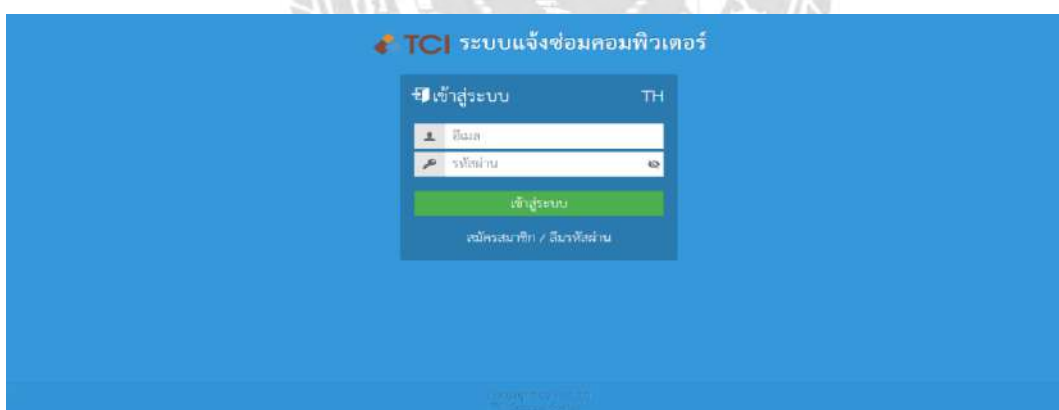 TCI ระบบแจ้งซ่อมคอมพิวเตอร์
เข้าสู่ระบบ TH
อีเมล
รหัสผ่าน
เข้าสู่ระบบ
สมัครสมาชิก / ลืมรหัสผ่าน